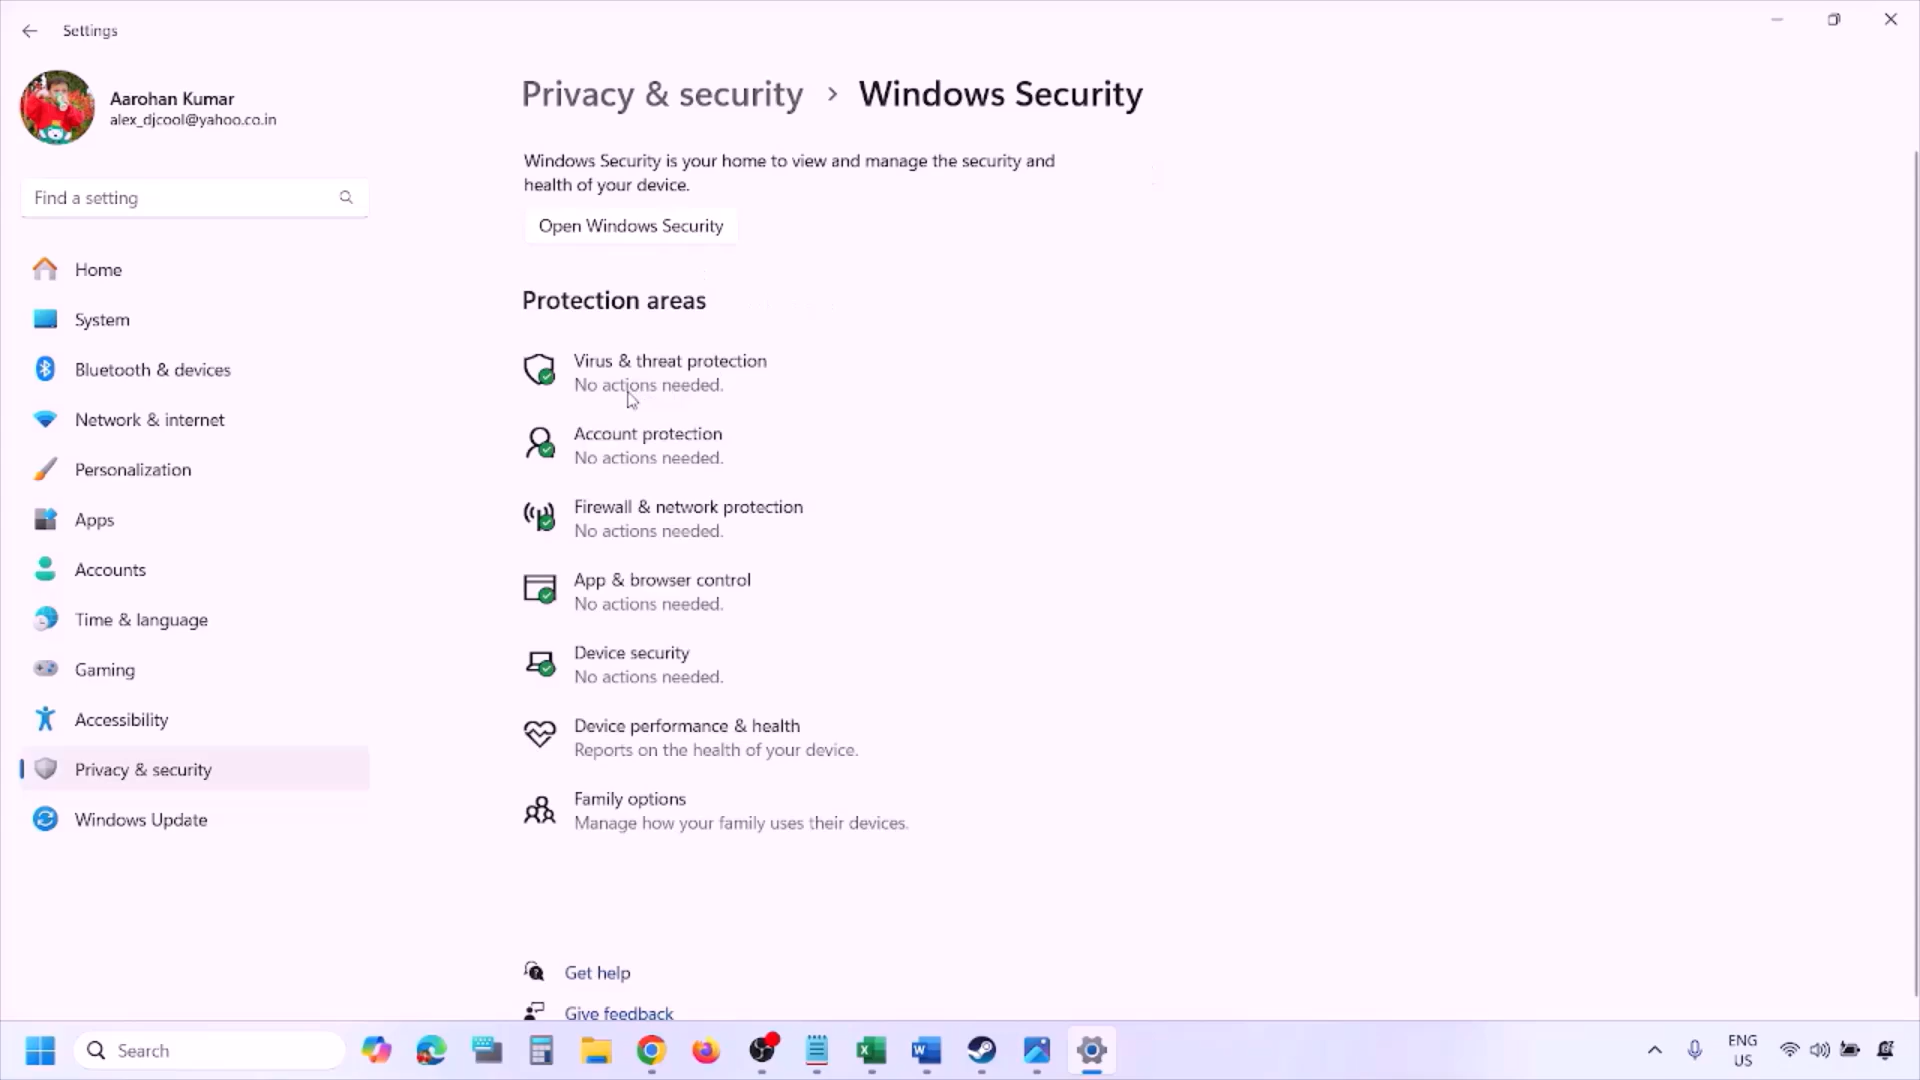 Settings
Aarohan Kumar
alex_djcool@yahoo.co.in
Find a setting
Home
System
Bluetooth & devices
Network & internet
Personalization
Apps
Accounts
Time & language
Gaming
Accessibility
Privacy & security
Windows Update
Privacy & security > Windows Security
Windows Security is your home to view and manage the security and
health of your device.
Open Windows Security
Protection areas
Virus & threat protection
No actions needed.
Account protection
No actions needed.
Firewall & network protection
No actions needed.
App & browser control
No actions needed.
Device security
No actions needed.
Device performance & health
Reports on the health of your device.
Family options
Manage how your family uses their devices.
Get help
Give feedback
Search
ENG
US